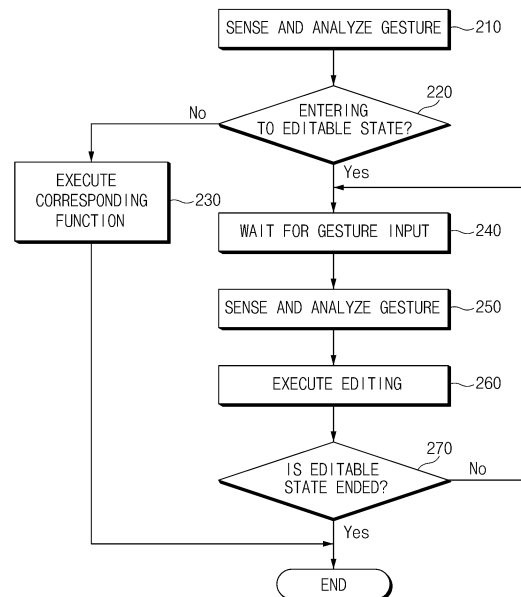 SENSE AND ANALYZE GESTURE
210
ENTERING
TO EDITABLE STATE?
220
No
Yes
EXECUTE
CORRESPONDING
FUNCTION
230
WAIT FOR GESTURE INPUT
240
SENSE AND ANALYZE GESTURE
250
EXECUTE EDITING
260
IS EDITABLE
STATE ENDED?
270
No
Yes
END